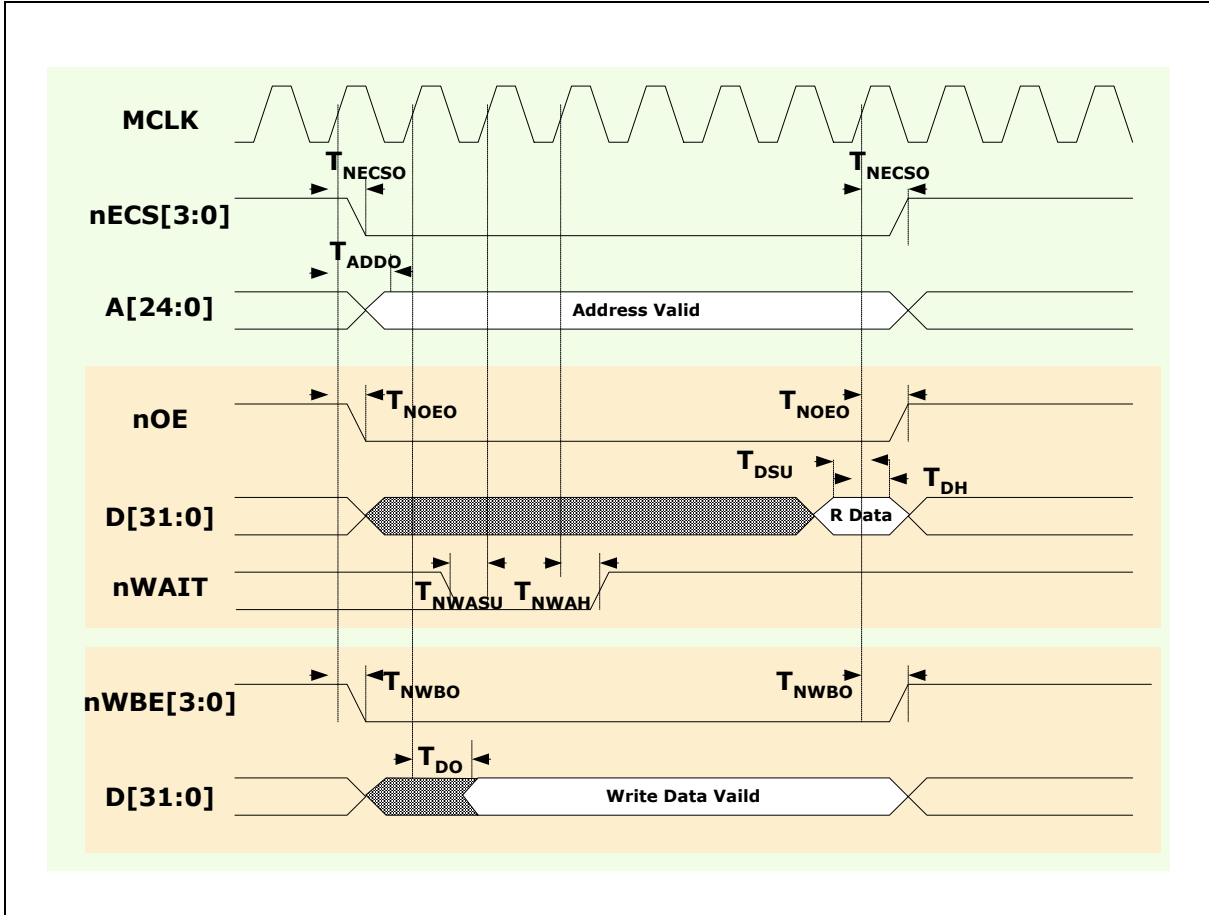 MCLK
TNECSO TNECSO
nECS[3:0]
TADDO
A[24:0] Address Valid
nOE TNOEO TNOEO
TDSU TDH
D[31:0] R Data
nWAIT TNWASU TNWAH
nWBE[3:0] TNWBO TNWBO
TDO
D[31:0] Write Data Vaild